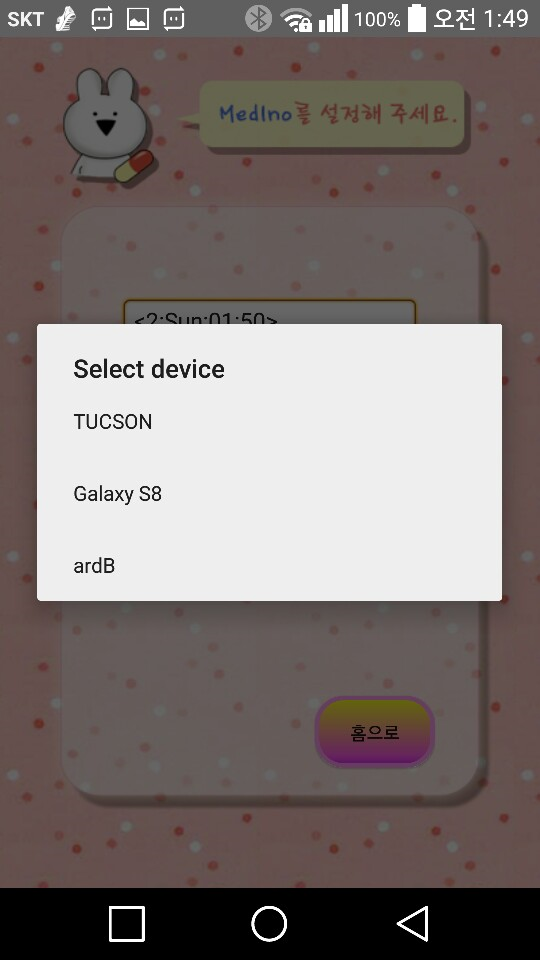 SKT 100% 오전 1:49
MedIno를 설정해 주세요.
<2:Sun:01:50>
Select device
TUCSON
Galaxy S8
ardB
홈으로